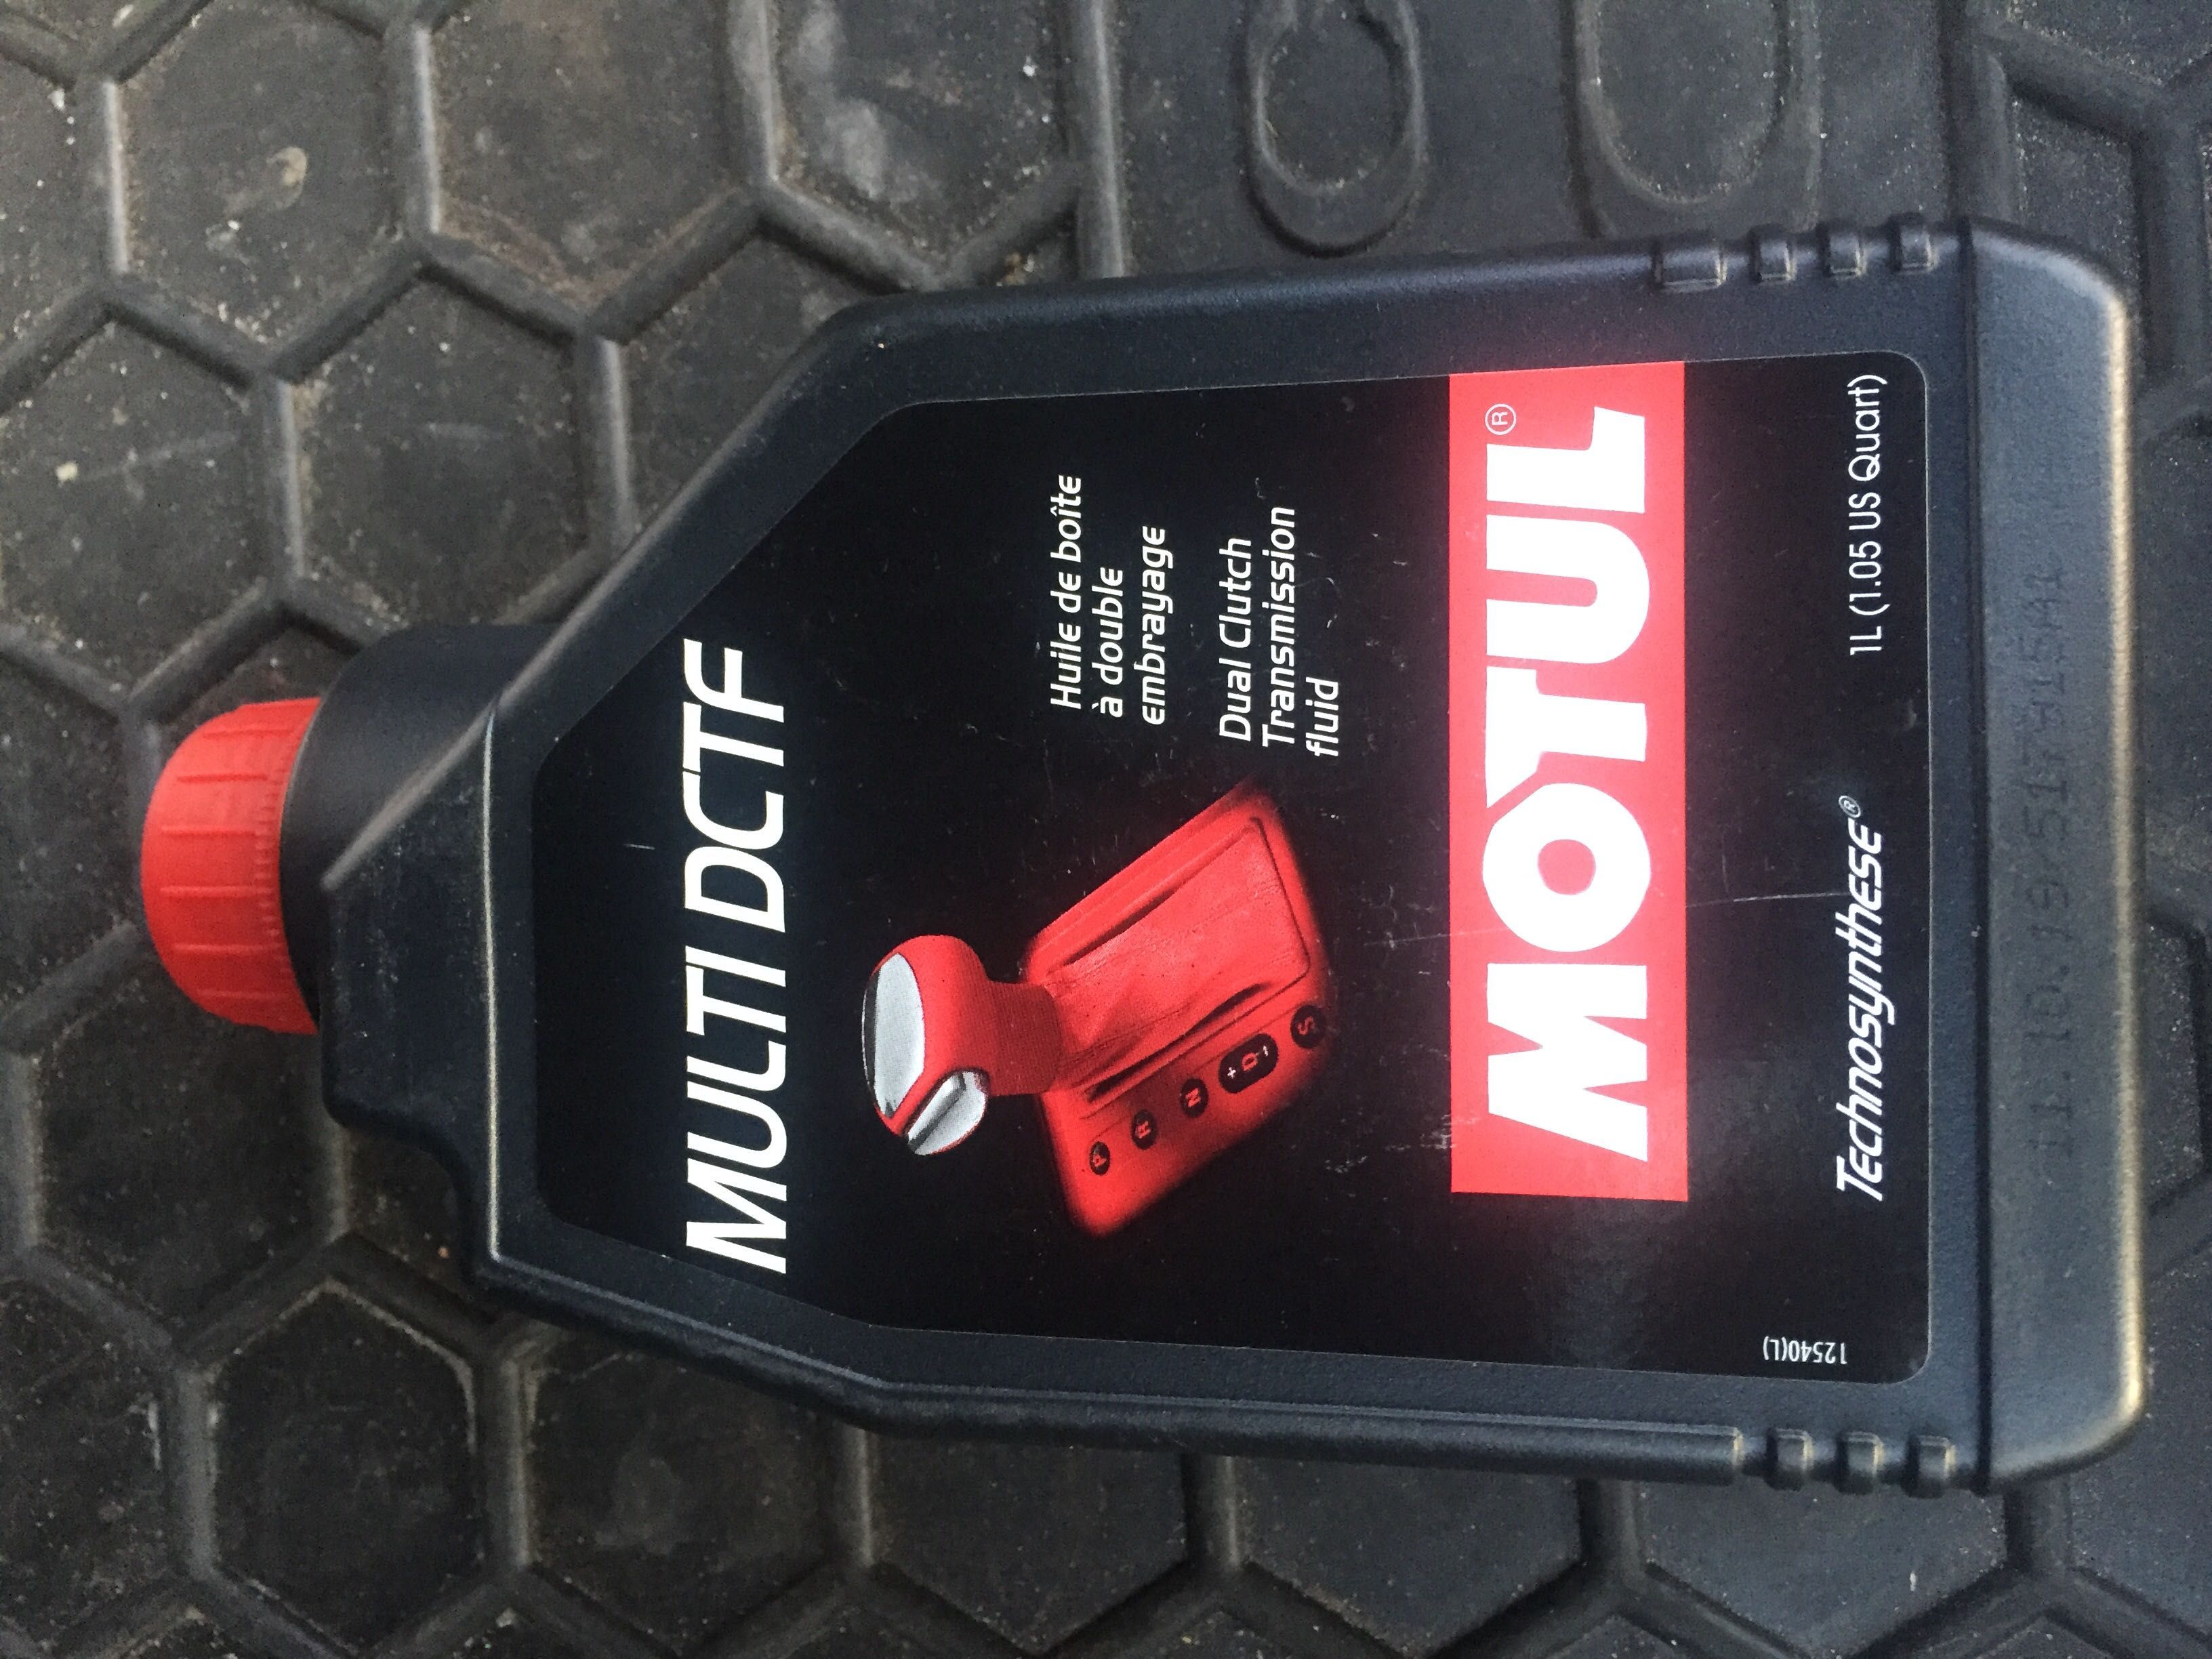 MULTI DCTF
Huile de boîte
à double
embrayage
Dual Clutch
Transmission
fluid
P
R
N
+
D
-
S
MOTUL®
Technosynthese®
1L (1.05 US Quart)
12540(L)